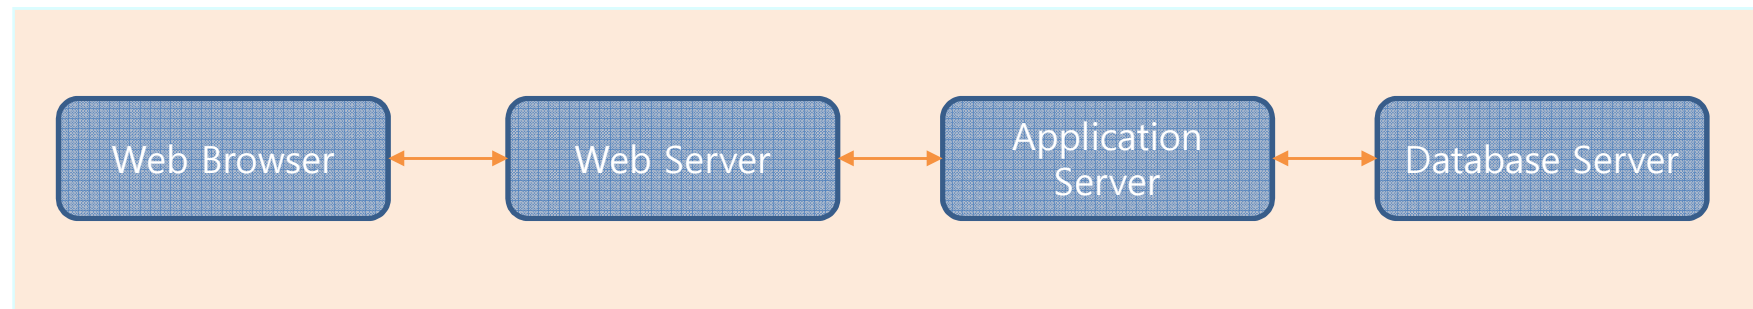 Web Browser
Web Server
Application
Server
Database Server